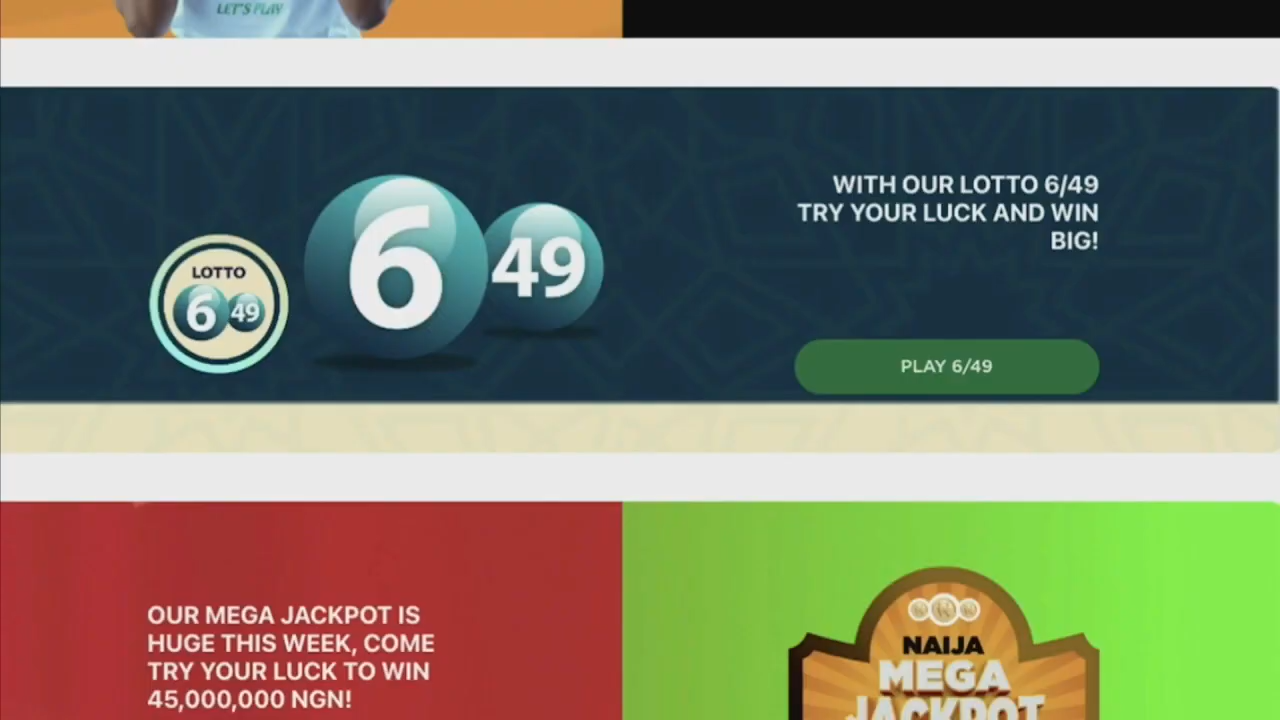 LET'S PLAY
WITH OUR LOTTO 6/49
TRY YOUR LUCK AND WIN
BIG!
LOTTO
6 49
6 49
PLAY 6/49
OUR MEGA JACKPOT IS
HUGE THIS WEEK, COME
TRY YOUR LUCK TO WIN
45,000,000 NGN!
NAIJA
MEGA
JACKPOT